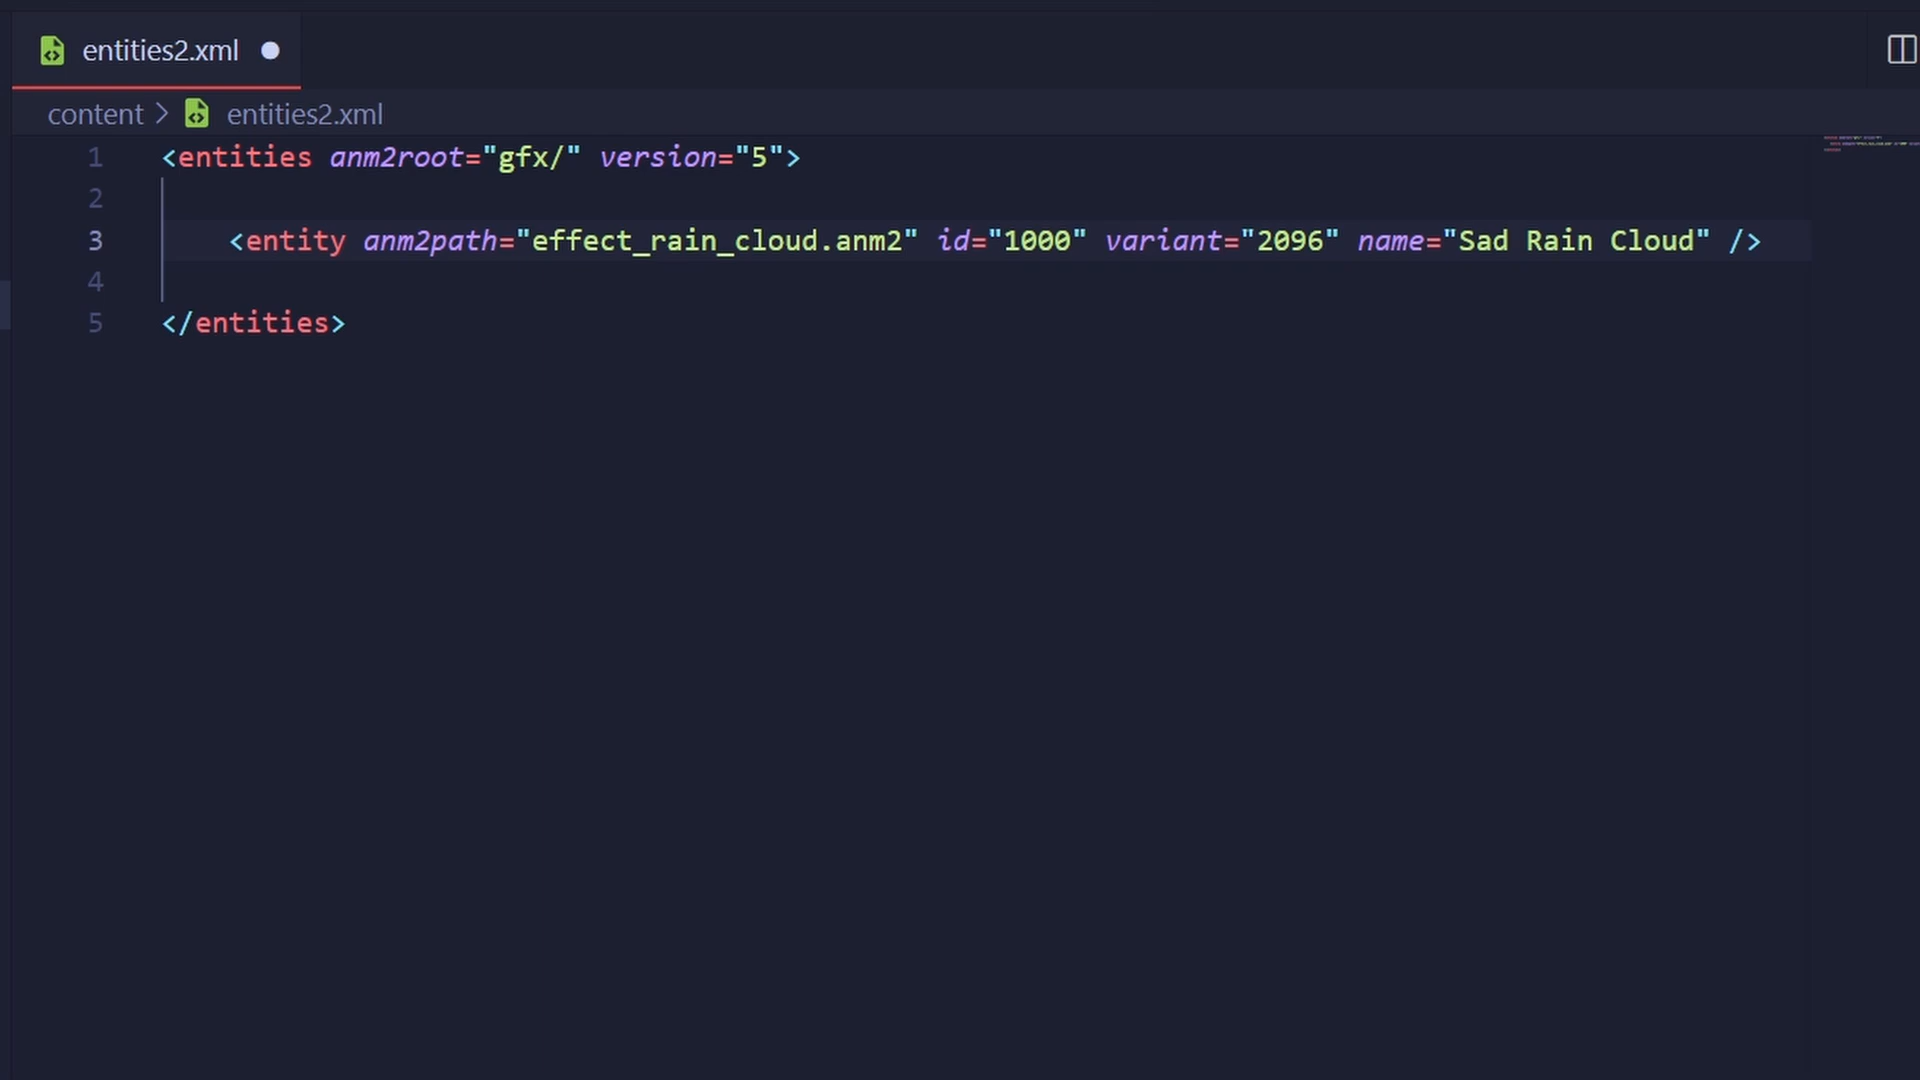 entities2.xml
content > entities2.xml
1 <entities anm2root="gfx/" version="5">
2
3 <entity anm2path="effect_rain_cloud.anm2" id="1000" variant="2096" name="Sad Rain Cloud" />
4
5 </entities>